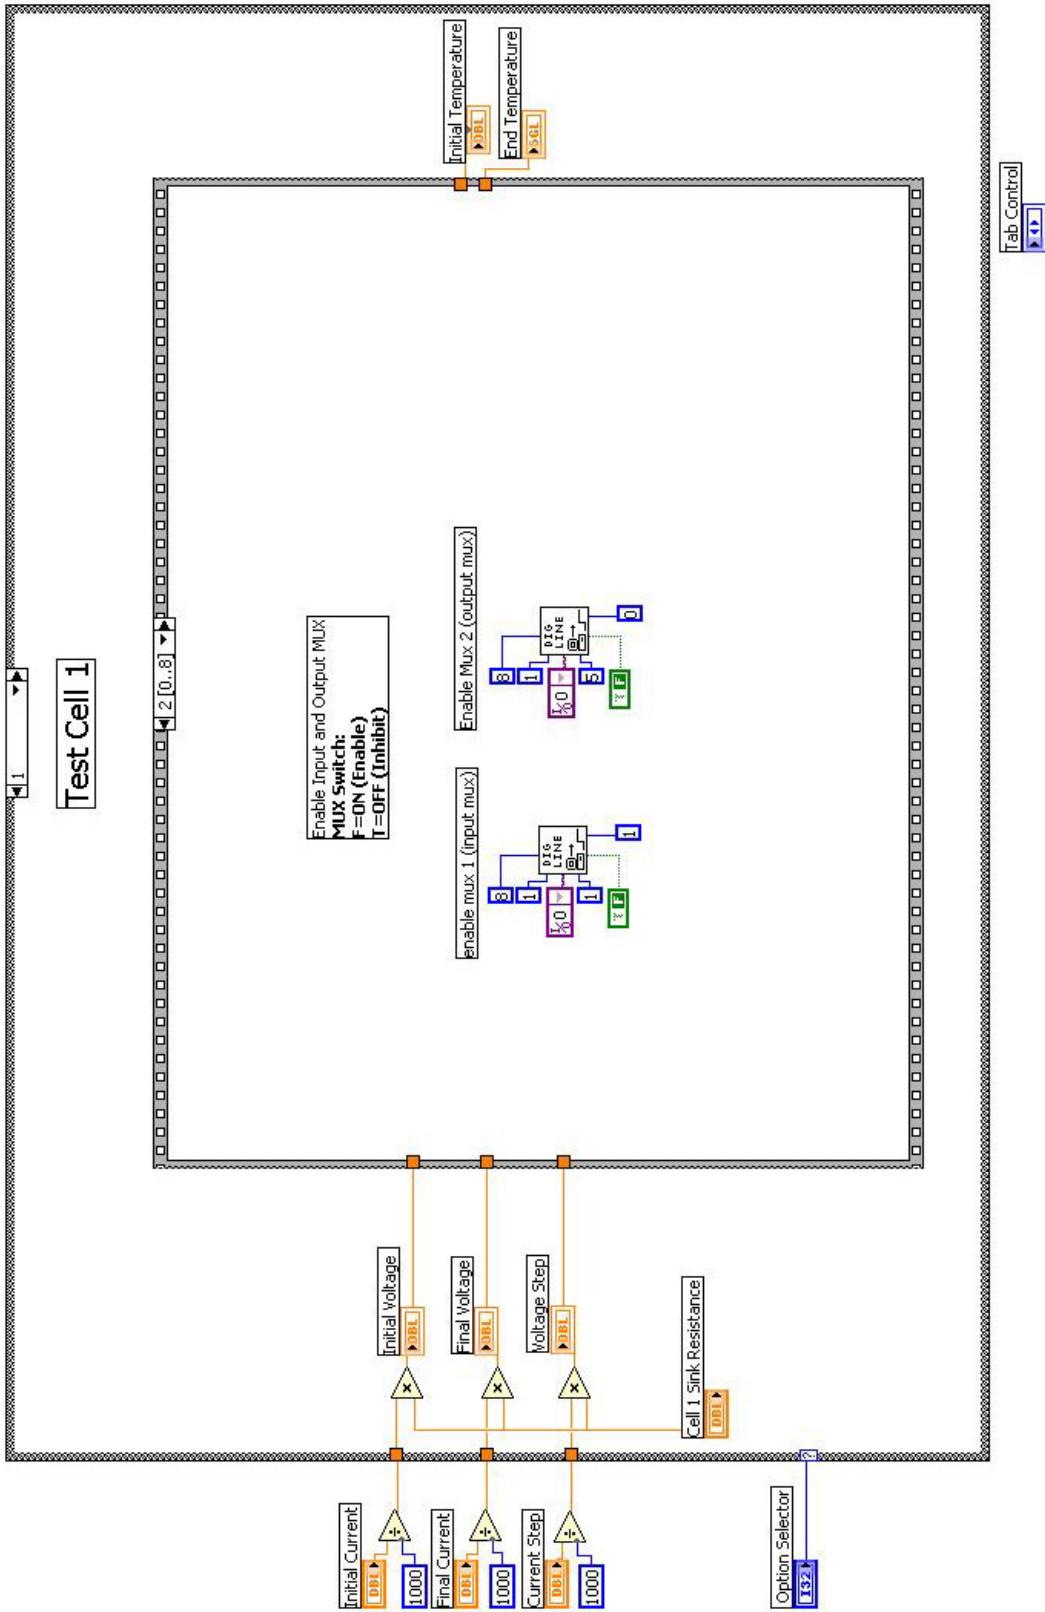 1
Test Cell 1
2 [0..8]
Enable Input and Output MUX
MUX Switch:
F=ON (Enable)
T=OFF (Inhibit)
enable mux 1 (input mux)
8
1
I/O
1
F
DIG
LINE
1
Enable Mux 2 (output mux)
8
1
I/O
5
F
DIG
LINE
0
Initial Current
DBL
1000
÷
Final Current
DBL
1000
÷
Current Step
DBL
1000
÷
Option Selector
I32
?
x
Initial Voltage
DBL
x
Final Voltage
DBL
x
Voltage Step
DBL
Cell 1 Sink Resistance
DBL
Initial Temperature
DBL
End Temperature
SGL
Tab Control